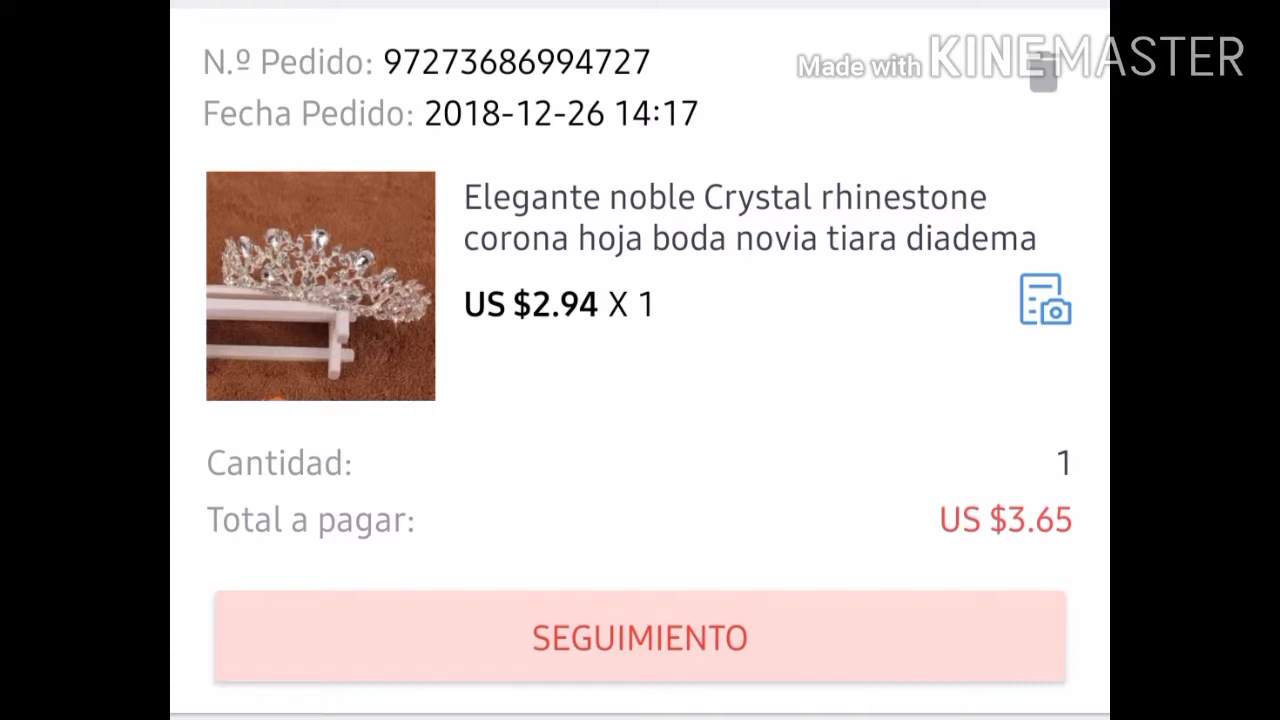 N.º Pedido: 97273686994727
Made with KINEMASTER
Fecha Pedido: 2018-12-26 14:17
Elegante noble Crystal rhinestone
corona hoja boda novia tiara diadema
US $2.94 X 1
Cantidad: 1
Total a pagar: US $3.65
SEGUIMIENTO